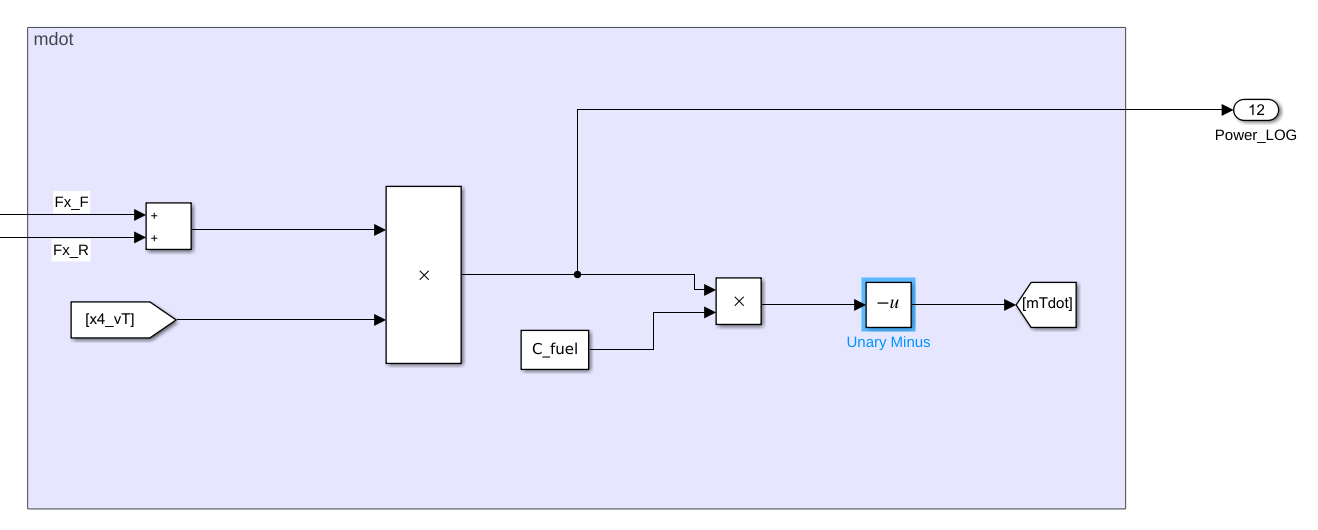 mdot
12
Power_LOG
Fx_F
+
+
Fx_R
×
[x4_vT]
×
−u
[mTdot]
C_fuel
Unary Minus